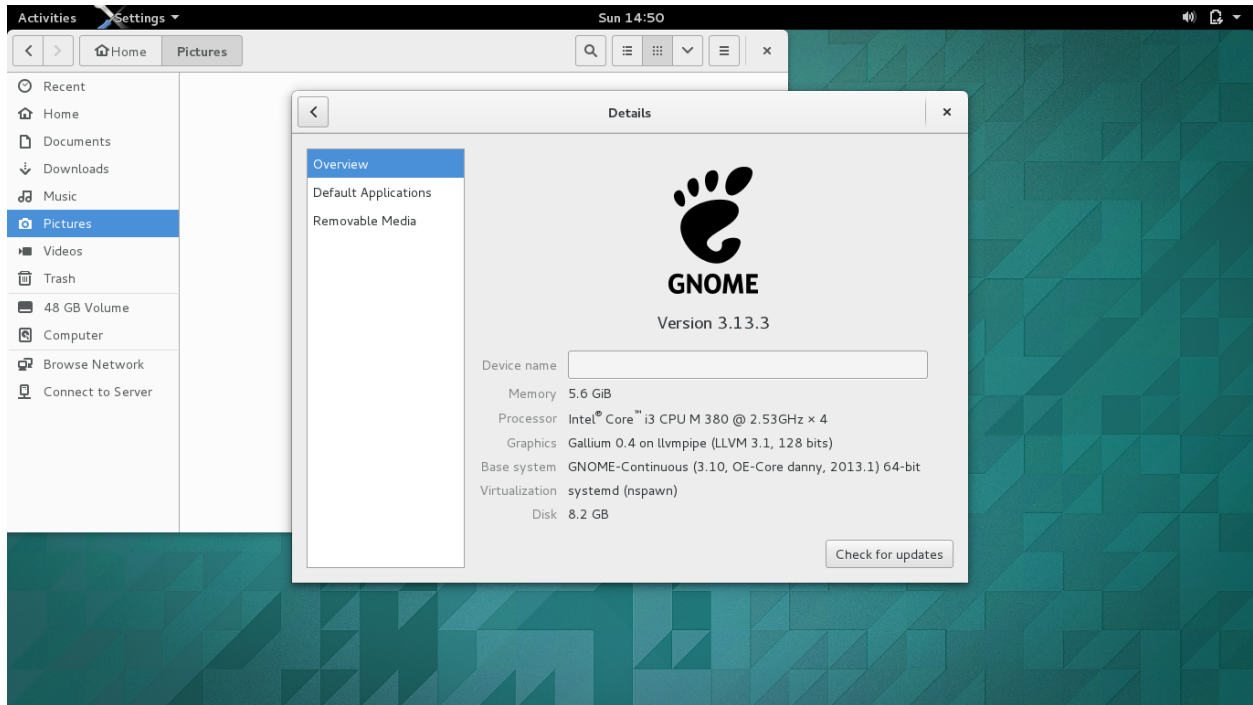 Activities Settings Sun 14:50
Home Pictures
Recent
Home
Documents
Downloads
Music
Pictures
Videos
Trash
48 GB Volume
Computer
Browse Network
Connect to Server
Details
Overview
Default Applications
Removable Media
GNOME
Version 3.13.3
Device name
Memory 5.6 GiB
Processor Intel® Core™ i3 CPU M 380 @ 2.53GHz × 4
Graphics Gallium 0.4 on llvmpipe (LLVM 3.1, 128 bits)
Base system GNOME-Continuous (3.10, OE-Core danny, 2013.1) 64-bit
Virtualization systemd (nspawn)
Disk 8.2 GB
Check for updates